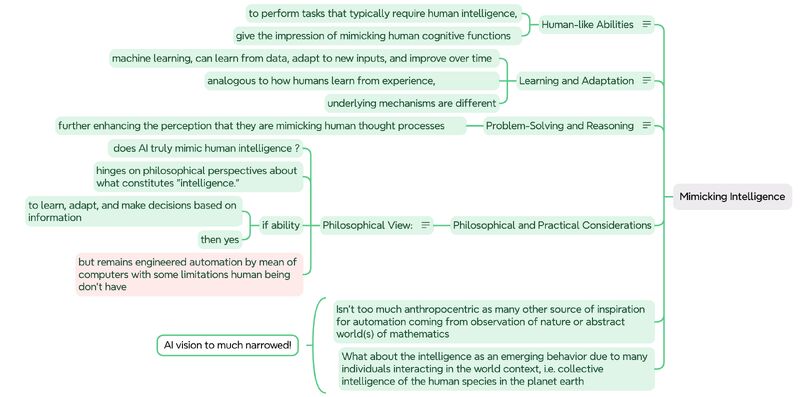 to perform tasks that typically require human intelligence,
give the impression of mimicking human cognitive functions
Human-like Abilities
machine learning, can learn from data, adapt to new inputs, and improve over time
analogous to how humans learn from experience,
underlying mechanisms are different
Learning and Adaptation
further enhancing the perception that they are mimicking human thought processes
Problem-Solving and Reasoning
does AI truly mimic human intelligence ?
hinges on philosophical perspectives about
what constitutes "intelligence."
to learn, adapt, and make decisions based on
information
then yes
if ability
but remains engineered automation by mean of
computers with some limitations human being
don't have
Philosophical View:
Philosophical and Practical Considerations
Mimicking Intelligence
Isn't too much anthropocentric as many other source of inspiration
for automation coming from observation of nature or abstract
world(s) of mathematics
AI vision to much narrowed!
What about the intelligence as an emerging behavior due to many
individuals interacting in the world context, i.e. collective
intelligence of the human species in the planet earth